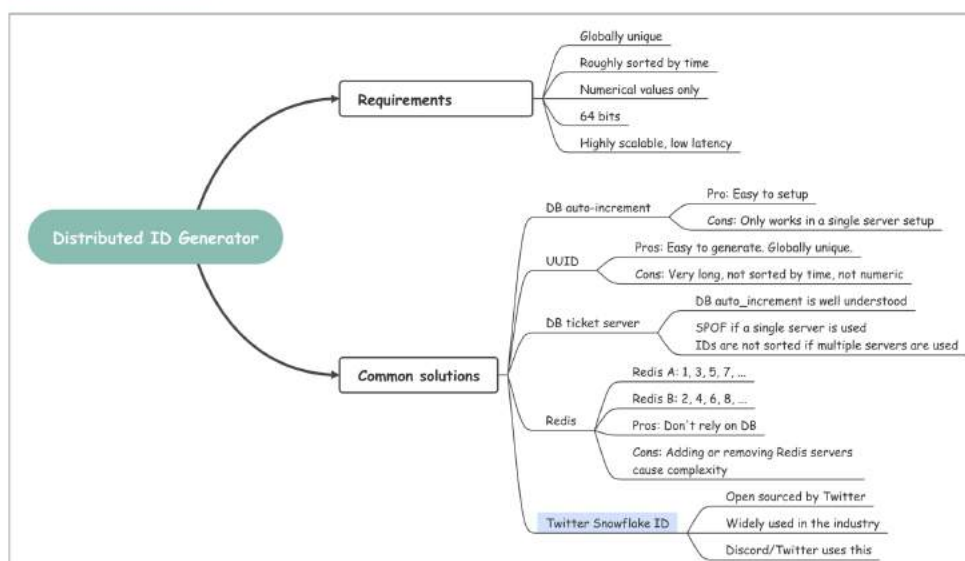 Distributed ID Generator
Requirements
Globally unique
Roughly sorted by time
Numerical values only
64 bits
Highly scalable, low latency
Common solutions
DB auto-increment
Pro: Easy to setup
Cons: Only works in a single server setup
UUID
Pros: Easy to generate. Globally unique.
Cons: Very long, not sorted by time, not numeric
DB ticket server
DB auto_increment is well understood
SPOF if a single server is used
IDs are not sorted if multiple servers are used
Redis
Redis A: 1, 3, 5, 7, ...
Redis B: 2, 4, 6, 8, ...
Pros: Don't rely on DB
Cons: Adding or removing Redis servers
cause complexity
Twitter Snowflake ID
Open sourced by Twitter
Widely used in the industry
Discord/Twitter uses this